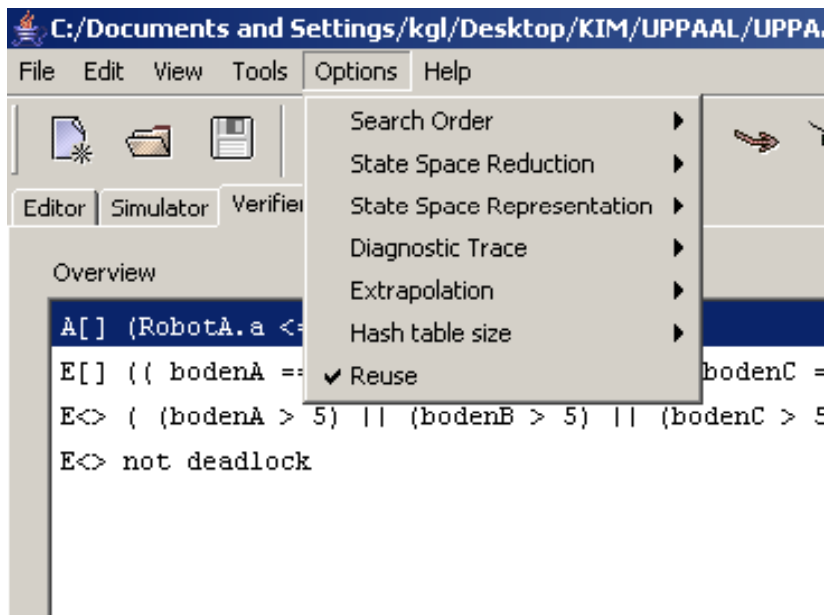 C:/Documents and Settings/kgl/Desktop/KIM/UPPAAL/UPPA
File Edit View Tools Options Help
Search Order
State Space Reduction
State Space Representation
Diagnostic Trace
Extrapolation
Hash table size
Reuse
Editor Simulator Verifier
Overview
A[] (RobotA.a <=
E[] (( bodenA == bodenC =
E<> ( (bodenA > 5) || (bodenB > 5) || (bodenC > 5
E<> not deadlock